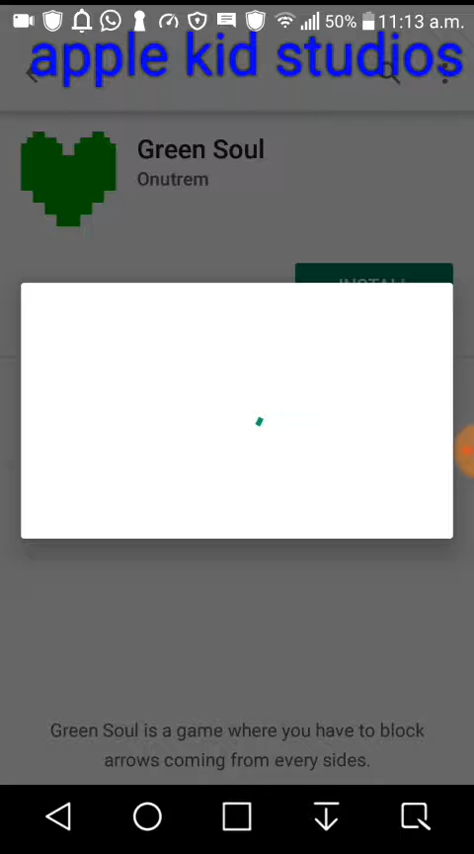 50% 11:13 a.m.
apple kid studios
Green Soul
Onutrem
INSTALL
Green Soul is a game where you have to block
arrows coming from every sides.